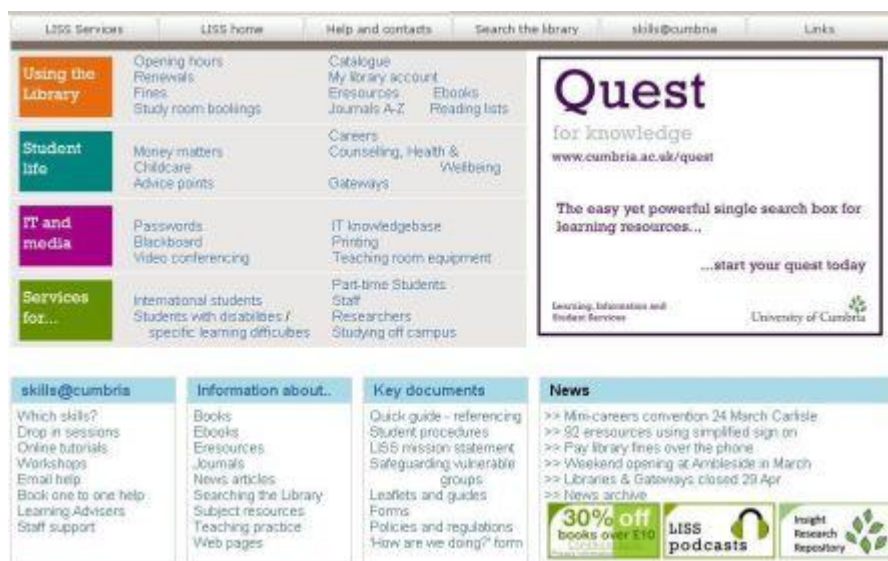 LISS Services
LISS home
Help and contacts
Search the library
skills@cumbria
Links
Using the
Library
Opening hours
Renewals
Fines
Study room bookings
Catalogue
My library account
Eresources Ebooks
Journals A-Z Reading lists
Student
life
Money matters
Childcare
Advice points
Careers
Counselling, Health &
Wellbeing
Gateways
IT and
media
Passwords
Blackboard
Video conferencing
IT knowledgebase
Printing
Teaching room equipment
Services
for...
International students
Students with disabilities /
specific learning difficulties
Part-time Students
Staff
Researchers
Studying off campus
Quest
for knowledge
www.cumbria.ac.uk/quest
The easy yet powerful single search box for
learning resources...
...start your quest today
Learning, Information and
Student Services
University of Cumbria
skills@cumbria
Which skills?
Drop in sessions
Online tutorials
Workshops
Email help
Book one to one help
Learning Advisers
Staff support
Information about..
Books
Ebooks
Eresources
Journals
News articles
Searching the Library
Subject resources
Teaching practice
Web pages
Key documents
Quick guide - referencing
Student procedures
LISS mission statement
Safeguarding vulnerable
groups
Leaflets and guides
Forms
Policies and regulations
'How are we doing?' form
News
>> Mini-careers convention 24 March Carlisle
>> 92 eresources using simplified sign on
>> Pay library fines over the phone
>> Weekend opening at Ambleside in March
>> Libraries & Gateways closed 29 Apr
>> News archive
30% off
books over £10
LISS
podcasts
Insight
Research
Repository